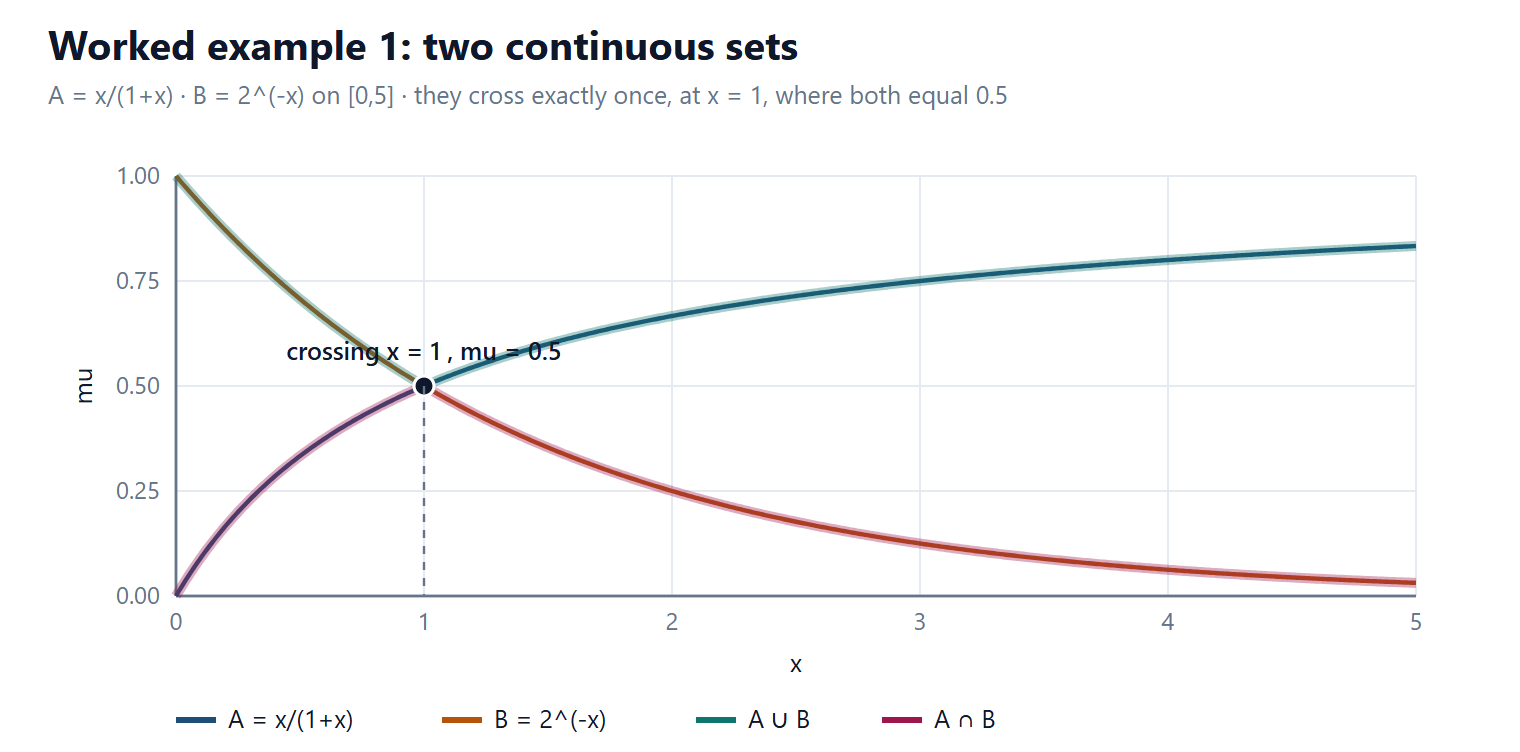 Worked example 1: two continuous sets
A = x/(1+x) · B = 2^(-x) on [0,5] · they cross exactly once, at x = 1, where both equal 0.5
1.00
0.75
crossing x = 1 , mu = 0.5
mu
0.50
0.25
0.00
0 1 2 3 4 5
x
A = x/(1+x) B = 2^(-x) A ∪ B A ∩ B